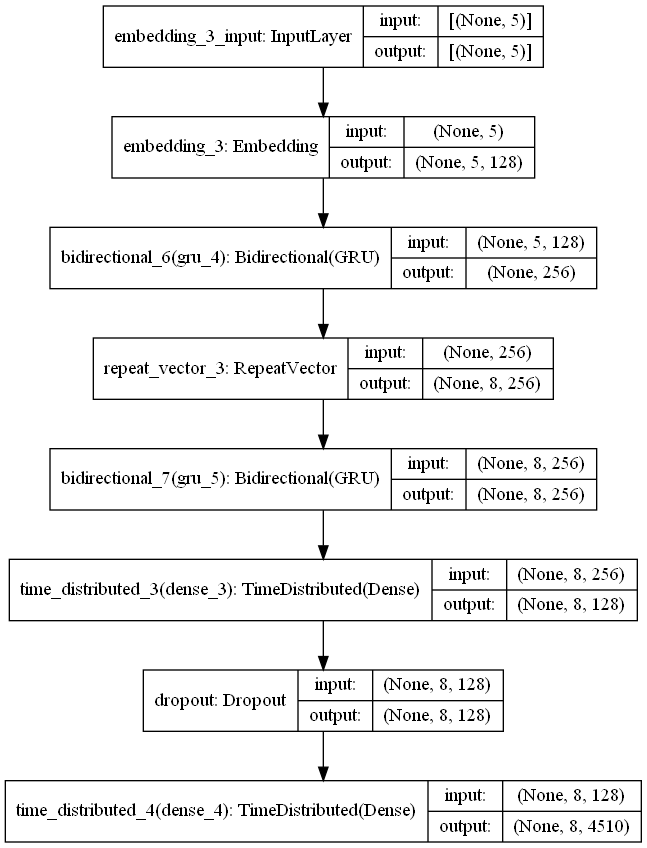 embedding_3_input: InputLayer
input: [(None, 5)]
output: [(None, 5)]
embedding_3: Embedding
input: (None, 5)
output: (None, 5, 128)
bidirectional_6(gru_4): Bidirectional(GRU)
input: (None, 5, 128)
output: (None, 256)
repeat_vector_3: RepeatVector
input: (None, 256)
output: (None, 8, 256)
bidirectional_7(gru_5): Bidirectional(GRU)
input: (None, 8, 256)
output: (None, 8, 256)
time_distributed_3(dense_3): TimeDistributed(Dense)
input: (None, 8, 256)
output: (None, 8, 128)
dropout: Dropout
input: (None, 8, 128)
output: (None, 8, 128)
time_distributed_4(dense_4): TimeDistributed(Dense)
input: (None, 8, 128)
output: (None, 8, 4510)